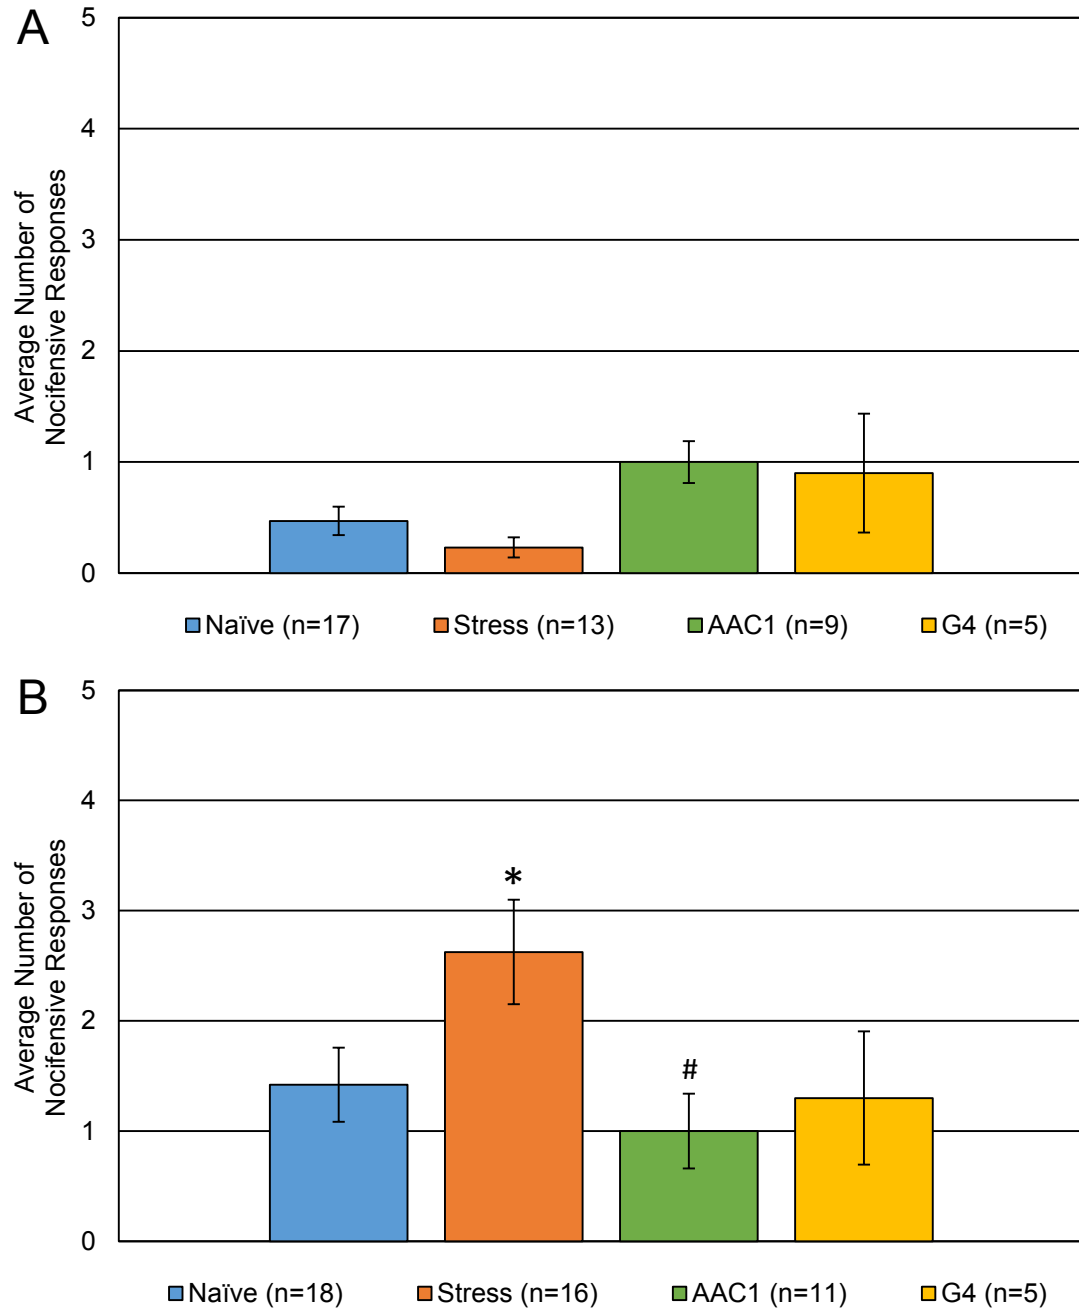 A
5
4
3
2
1
0
Average Number of
Nocifensive Responses
Naïve (n=17) Stress (n=13) AAC1 (n=9) G4 (n=5)
B
5
4
3
2
1
0
Average Number of
Nocifensive Responses
*
#
Naïve (n=18) Stress (n=16) AAC1 (n=11) G4 (n=5)